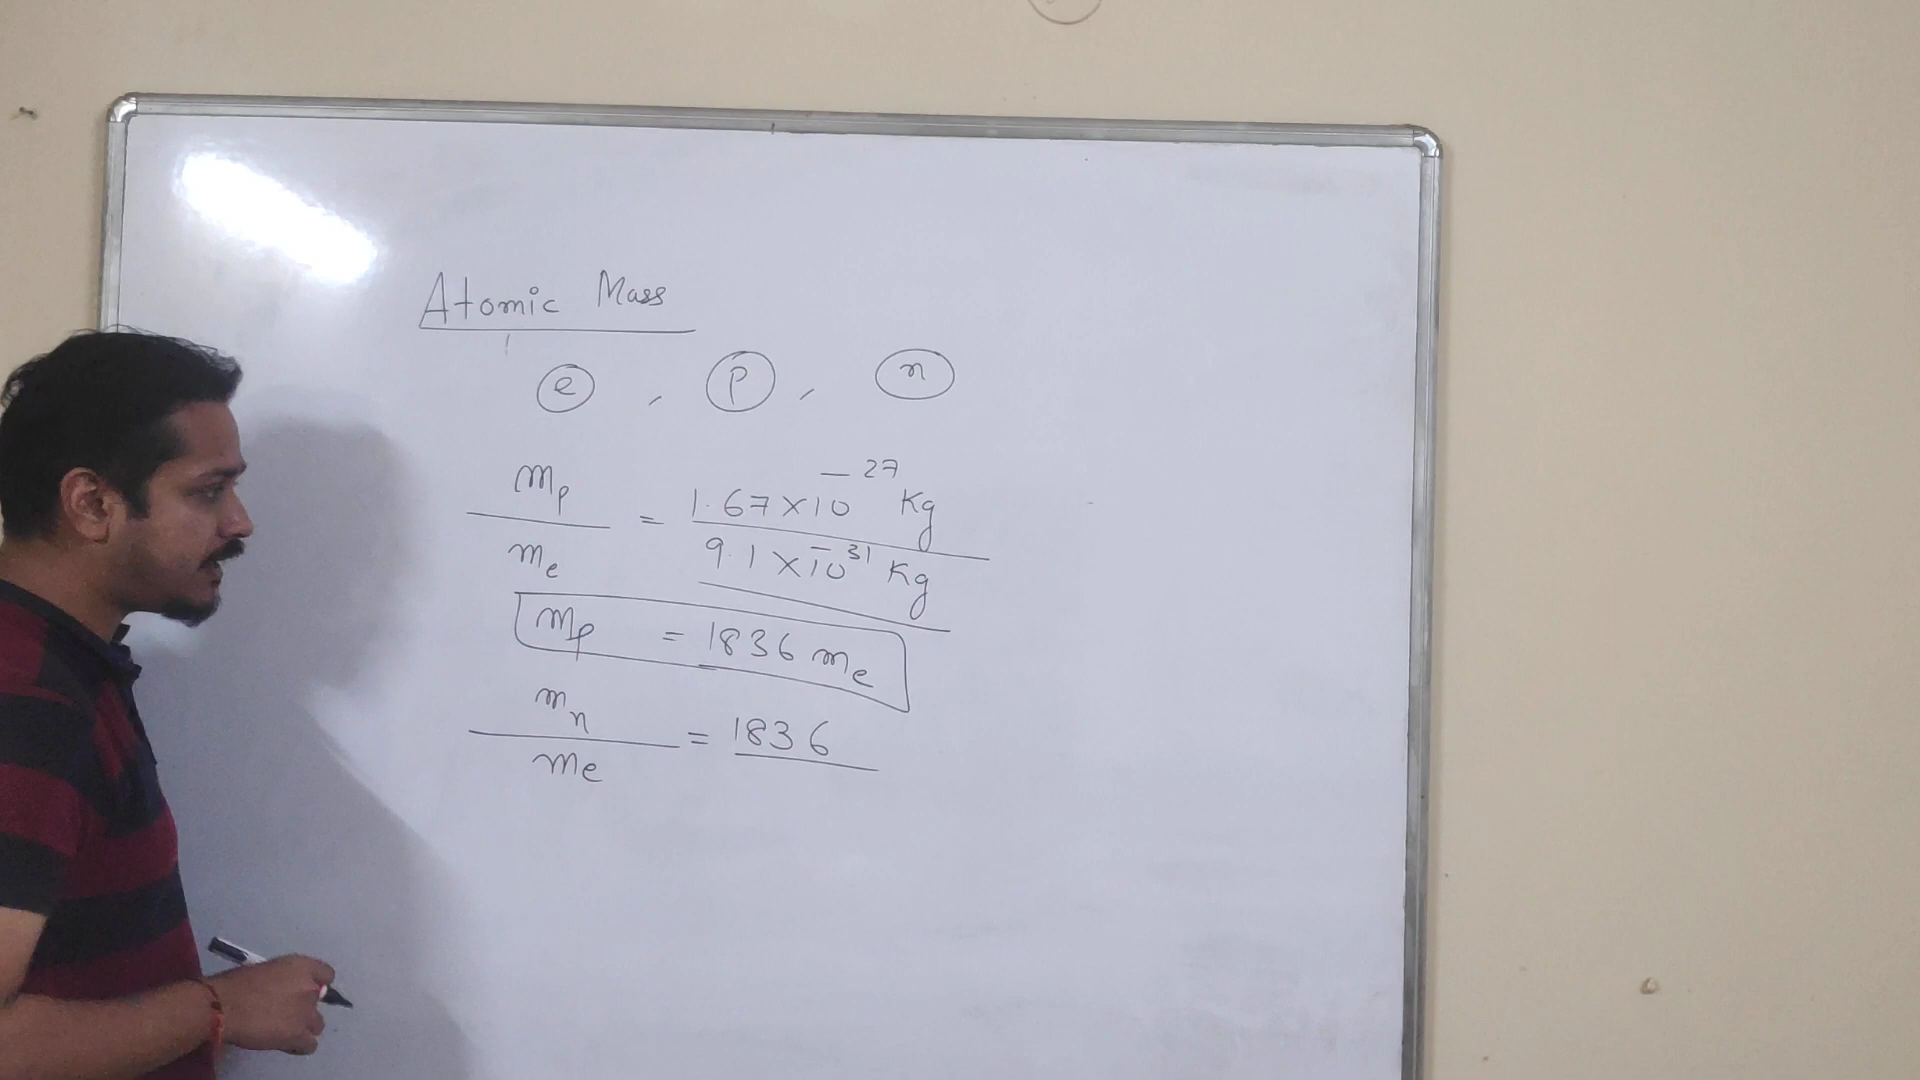 Atomic Mass
e , p , n
mp / me = 1.67 × 10⁻²⁷ Kg / 9.1 × 10⁻³¹ Kg
mp = 1836 me
mn / me = 1836